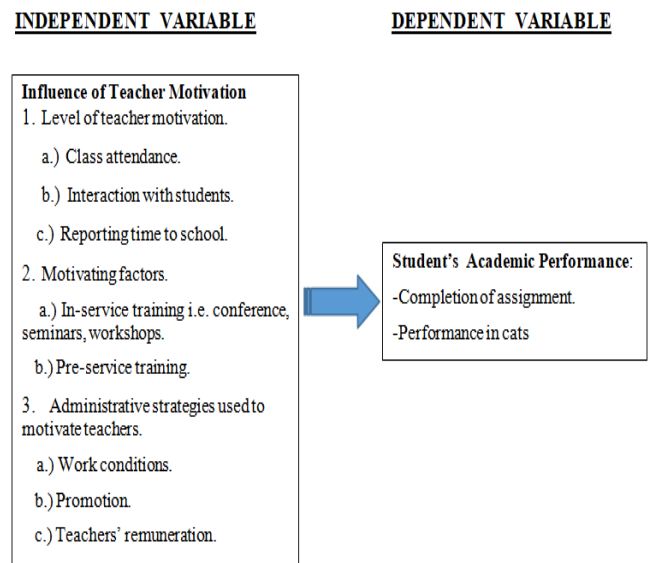 INDEPENDENT VARIABLE
DEPENDENT VARIABLE
Influence of Teacher Motivation
1. Level of teacher motivation.
a.) Class attendance.
b.) Interaction with students.
c.) Reporting time to school.
2. Motivating factors.
a.) In-service training i.e. conference,
seminars, workshops.
b.) Pre-service training.
3. Administrative strategies used to
motivate teachers.
a.) Work conditions.
b.) Promotion.
c.) Teachers' remuneration.
Student's Academic Performance:
-Completion of assignment.
-Performance in cats